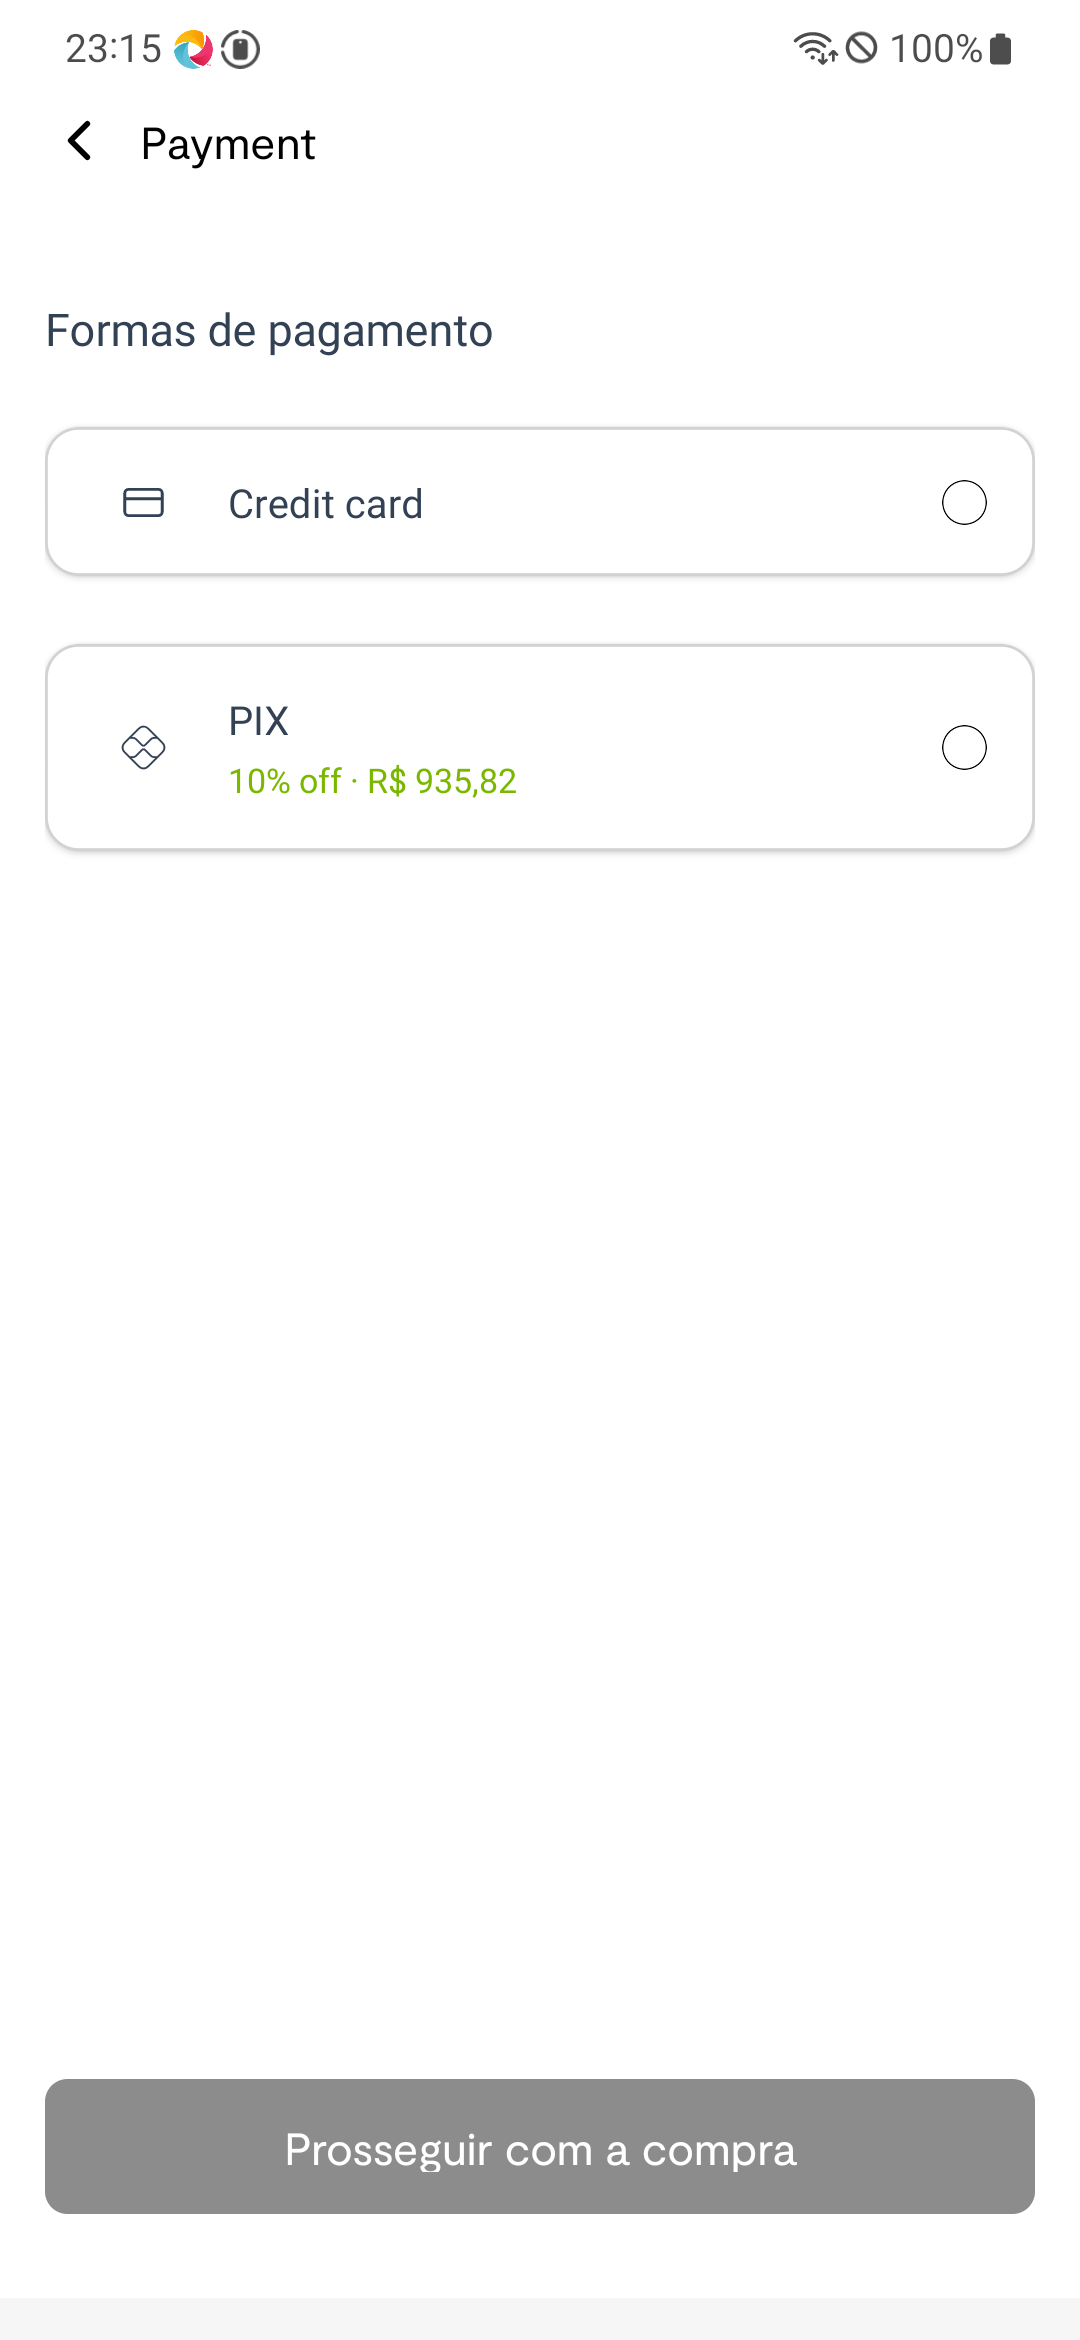 23:15
100%
Payment
Formas de pagamento
Credit card
PIX
10% off · R$ 935,82
Prosseguir com a compra